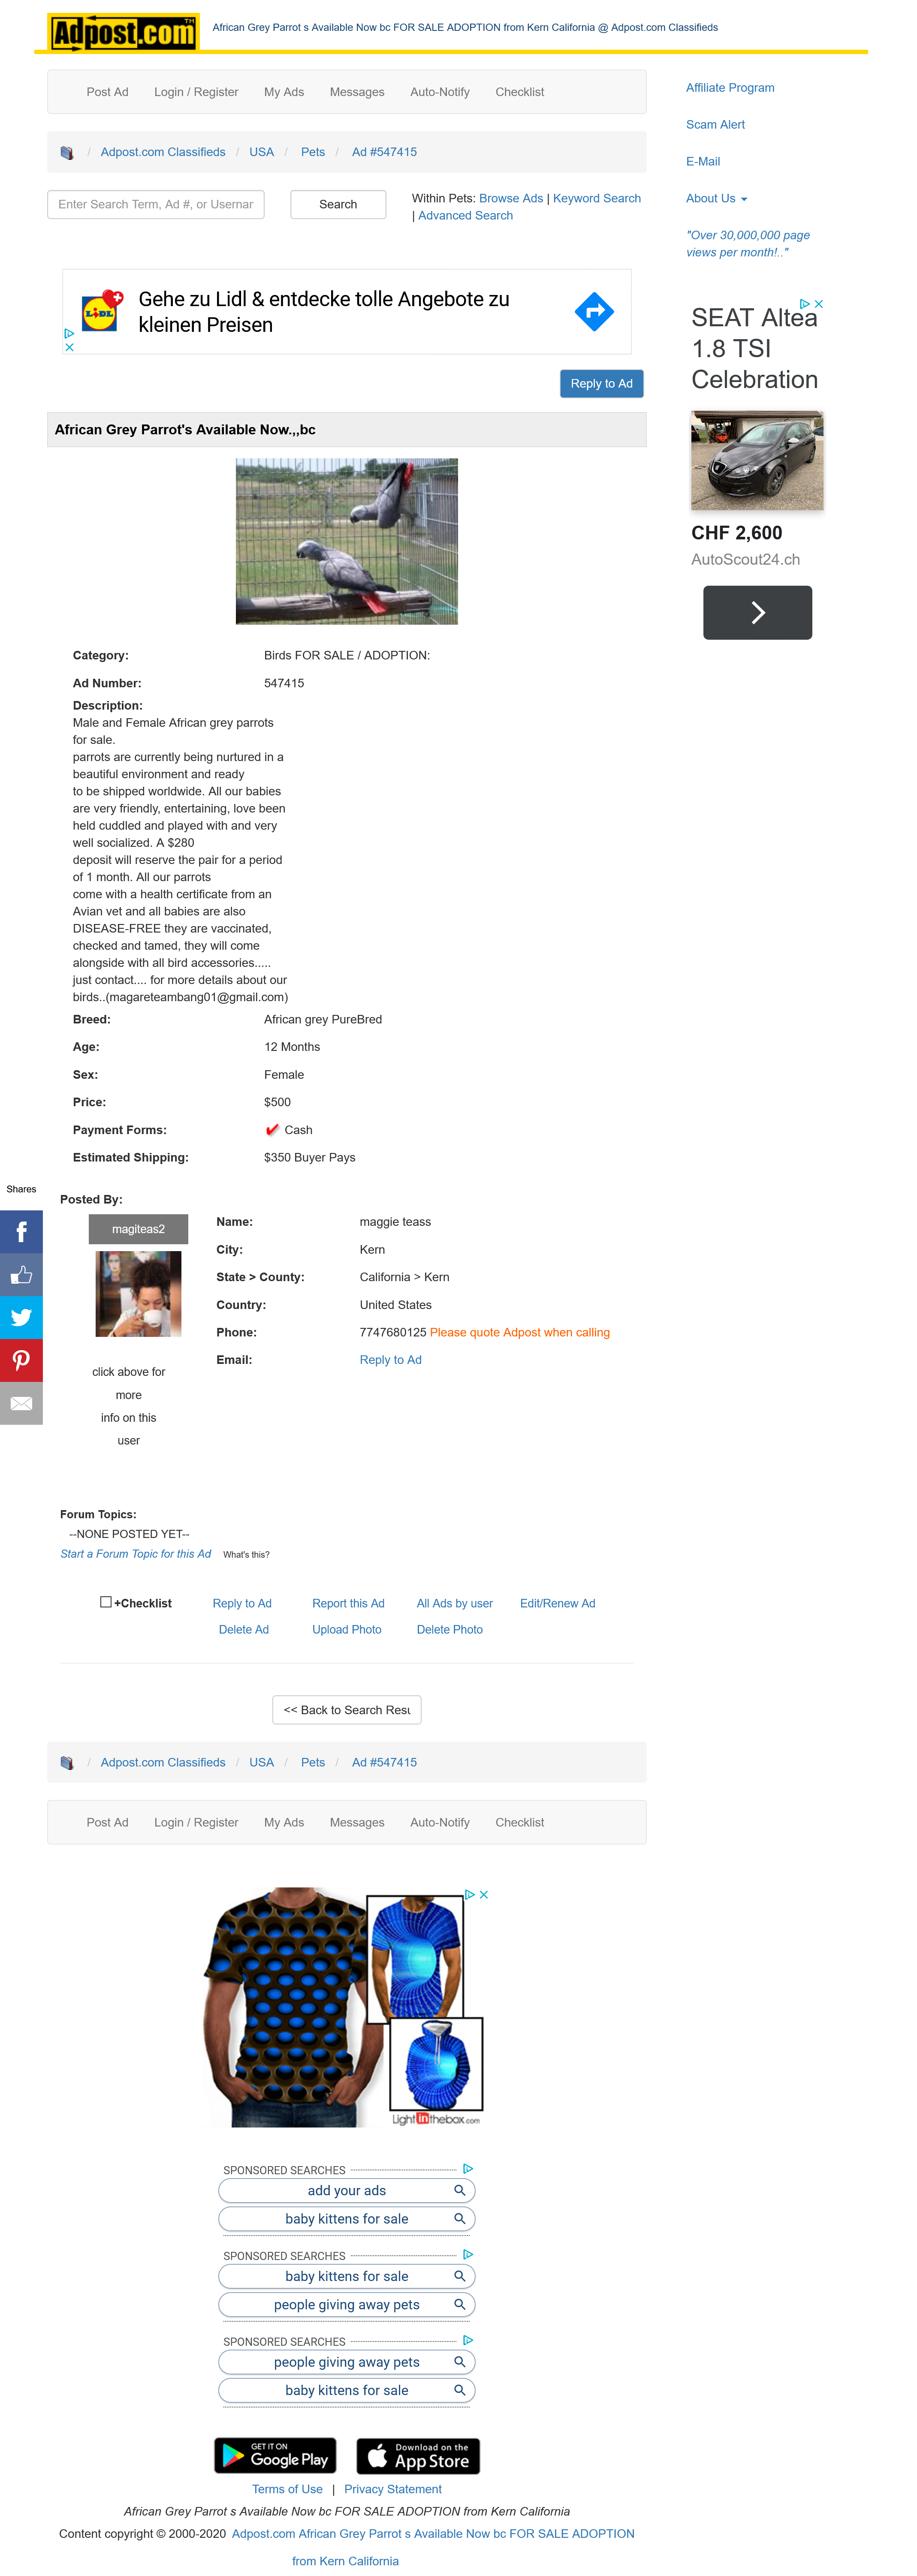 Adpost.com TM
African Grey Parrot s Available Now bc FOR SALE ADOPTION from Kern California @ Adpost.com Classifieds
Post Ad Login / Register My Ads Messages Auto-Notify Checklist
Affiliate Program
Scam Alert
E-Mail
About Us
"Over 30,000,000 page
views per month!.."
/ Adpost.com Classifieds / USA / Pets / Ad #547415
Enter Search Term, Ad #, or Usernar
Search
Within Pets: Browse Ads | Keyword Search
| Advanced Search
LIDL
Gehe zu Lidl & entdecke tolle Angebote zu
kleinen Preisen
SEAT Altea
1.8 TSI
Celebration
CHF 2,600
AutoScout24.ch
Reply to Ad
African Grey Parrot's Available Now.,,bc
Category: Birds FOR SALE / ADOPTION:
Ad Number: 547415
Description:
Male and Female African grey parrots
for sale.
parrots are currently being nurtured in a
beautiful environment and ready
to be shipped worldwide. All our babies
are very friendly, entertaining, love been
held cuddled and played with and very
well socialized. A $280
deposit will reserve the pair for a period
of 1 month. All our parrots
come with a health certificate from an
Avian vet and all babies are also
DISEASE-FREE they are vaccinated,
checked and tamed, they will come
alongside with all bird accessories.....
just contact.... for more details about our
birds..(magareteambang01@gmail.com)
Breed: African grey PureBred
Age: 12 Months
Sex: Female
Price: $500
Payment Forms: Cash
Estimated Shipping: $350 Buyer Pays
Shares
Posted By:
magiteas2
click above for
more
info on this
user
Name: maggie teass
City: Kern
State > County: California > Kern
Country: United States
Phone: 7747680125 Please quote Adpost when calling
Email: Reply to Ad
Forum Topics:
--NONE POSTED YET--
Start a Forum Topic for this Ad What's this?
+Checklist Reply to Ad Report this Ad All Ads by user Edit/Renew Ad
Delete Ad Upload Photo Delete Photo
<< Back to Search Resu
/ Adpost.com Classifieds / USA / Pets / Ad #547415
Post Ad Login / Register My Ads Messages Auto-Notify Checklist
Lightinthebox.com
SPONSORED SEARCHES
add your ads
baby kittens for sale
SPONSORED SEARCHES
baby kittens for sale
people giving away pets
SPONSORED SEARCHES
people giving away pets
baby kittens for sale
GET IT ON
Google Play
Download on the
App Store
Terms of Use | Privacy Statement
African Grey Parrot s Available Now bc FOR SALE ADOPTION from Kern California
Content copyright © 2000-2020 Adpost.com African Grey Parrot s Available Now bc FOR SALE ADOPTION
from Kern California